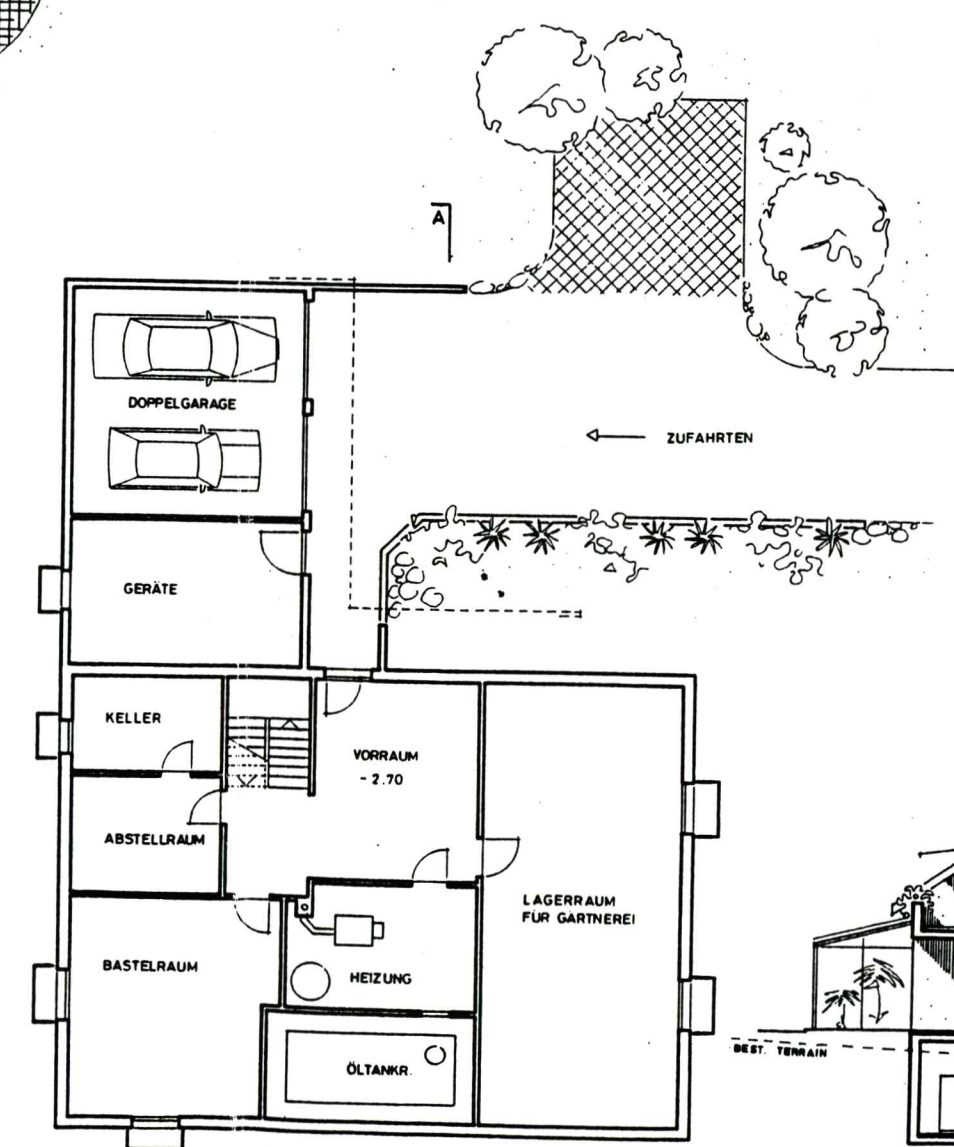 A
DOPPELGARAGE
ZUFAHRTEN
GERÄTE
KELLER
VORRAUM
- 2.70
ABSTELLRAUM
LAGERRAUM
FÜR GÄRTNEREI
BASTELRAUM
HEIZUNG
ÖLTANKR.
BEST. TERRAIN